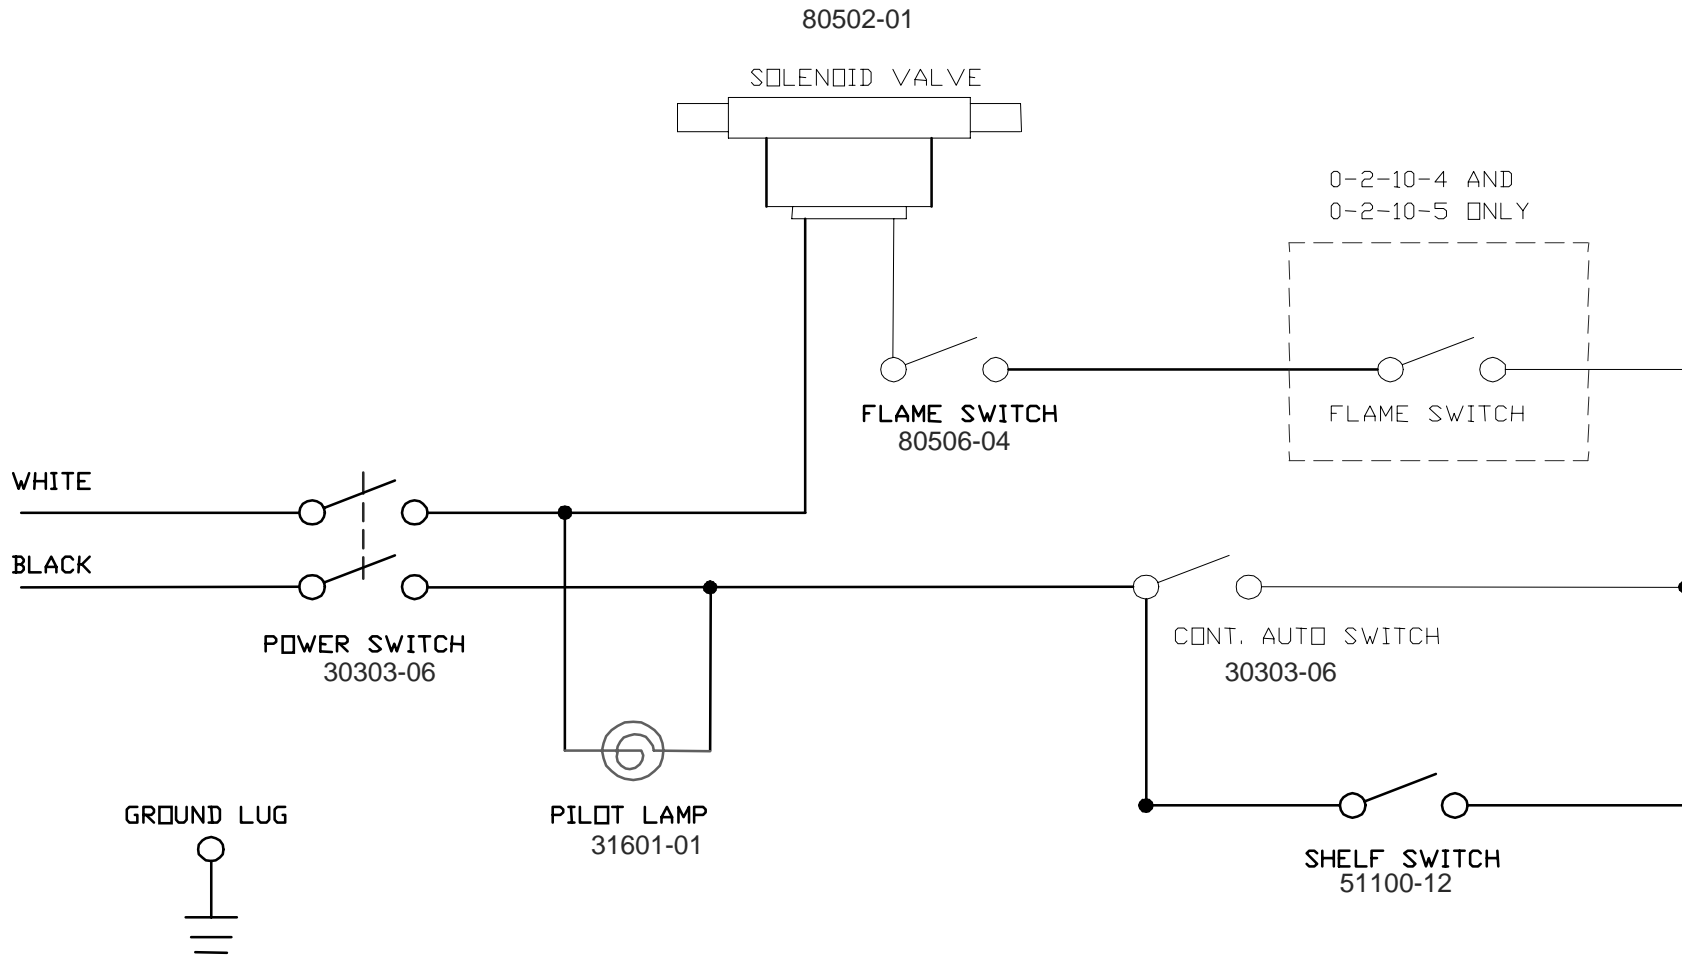 80502-01
SOLENOID VALVE
0-2-10-4 AND
0-2-10-5 ONLY
FLAME SWITCH
80506-04
FLAME SWITCH
WHITE
BLACK
POWER SWITCH
30303-06
CONT. AUTO SWITCH
30303-06
GROUND LUG
PILOT LAMP
31601-01
SHELF SWITCH
51100-12